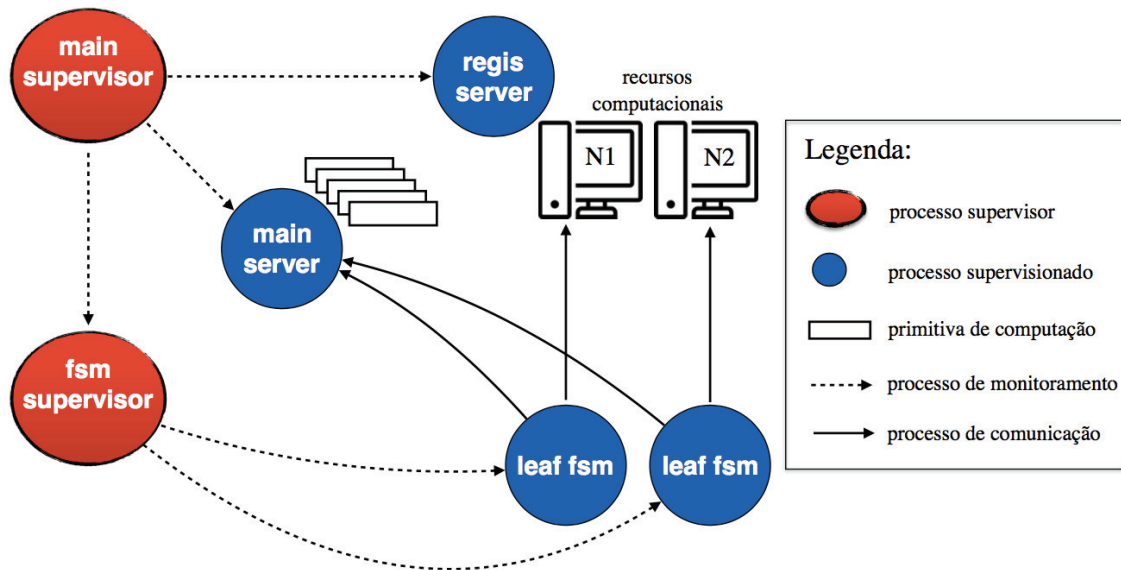 main
supervisor
regis
server
recursos
computacionais
N1
N2
main
server
fsm
supervisor
leaf fsm
leaf fsm
Legenda:
processo supervisor
processo supervisionado
primitiva de computação
processo de monitoramento
processo de comunicação